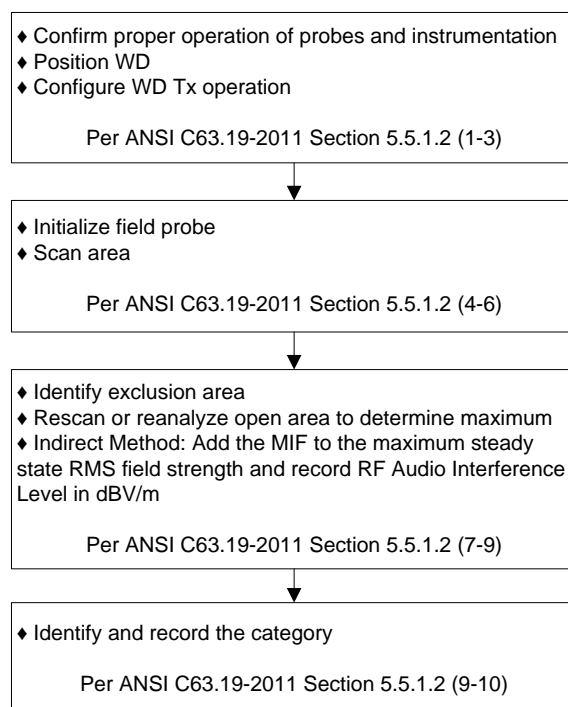 ♦ Confirm proper operation of probes and instrumentation
♦ Position WD
♦ Configure WD Tx operation
Per ANSI C63.19-2011 Section 5.5.1.2 (1-3)
♦ Initialize field probe
♦ Scan area
Per ANSI C63.19-2011 Section 5.5.1.2 (4-6)
♦ Identify exclusion area
♦ Rescan or reanalyze open area to determine maximum
♦ Indirect Method: Add the MIF to the maximum steady
state RMS field strength and record RF Audio Interference
Level in dBV/m
Per ANSI C63.19-2011 Section 5.5.1.2 (7-9)
♦ Identify and record the category
Per ANSI C63.19-2011 Section 5.5.1.2 (9-10)